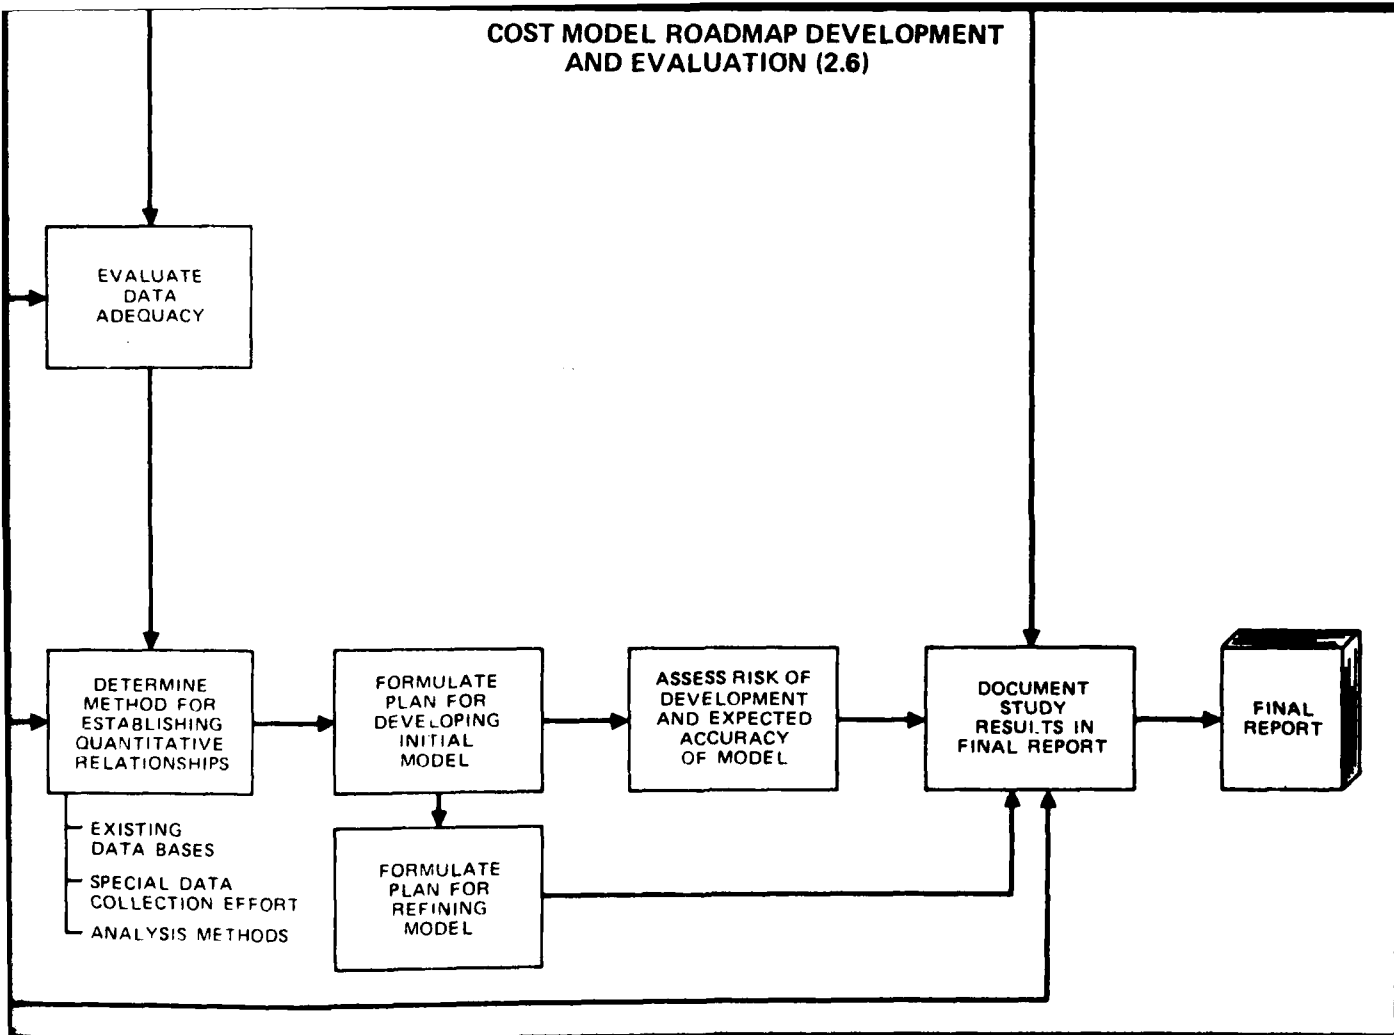 COST MODEL ROADMAP DEVELOPMENT
AND EVALUATION (2.6)
EVALUATE
DATA
ADEQUACY
DETERMINE
METHOD FOR
ESTABLISHING
QUANTITATIVE
RELATIONSHIPS
EXISTING
DATA BASES
SPECIAL DATA
COLLECTION EFFORT
ANALYSIS METHODS
FORMULATE
PLAN FOR
DEVELOPING
INITIAL
MODEL
FORMULATE
PLAN FOR
REFINING
MODEL
ASSESS RISK OF
DEVELOPMENT
AND EXPECTED
ACCURACY
OF MODEL
DOCUMENT
STUDY
RESULTS IN
FINAL REPORT
FINAL
REPORT